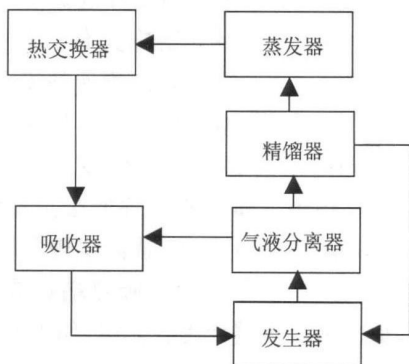 热交换器
蒸发器
精馏器
吸收器
气液分离器
发生器